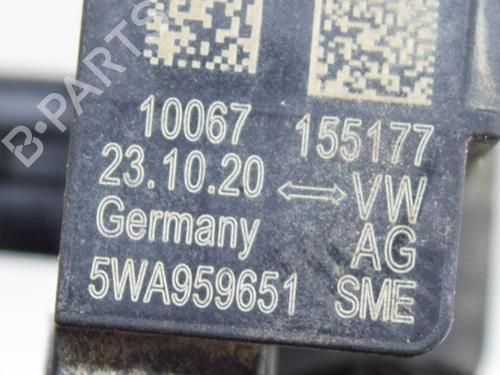 B-PARTS
10067 155177
23.10.20 VW
Germany AG
5WA959651 SME